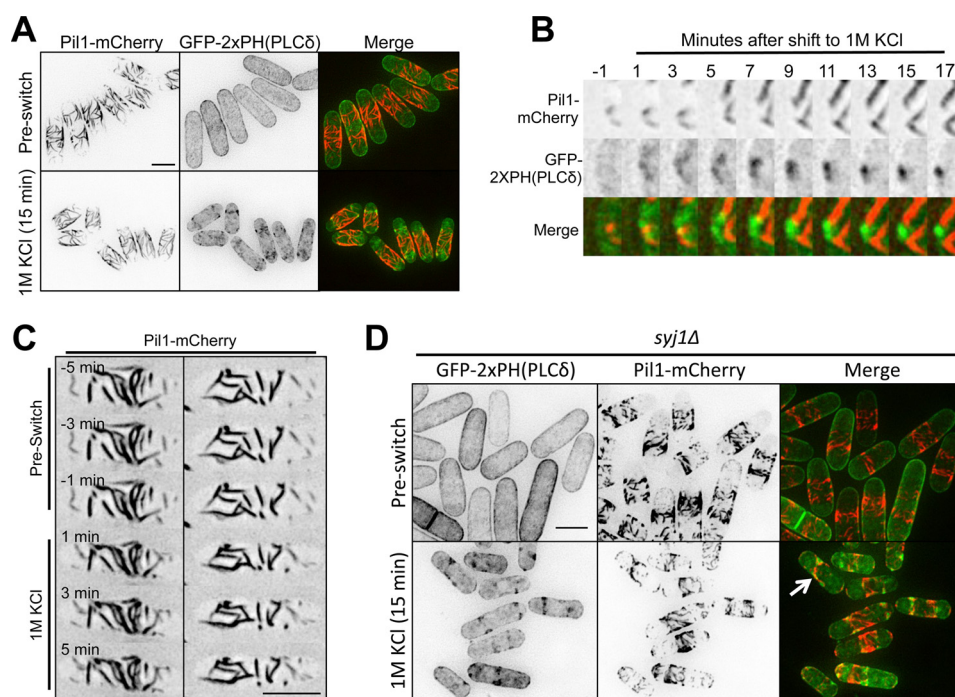 A
Pil1-mCherry GFP-2xPH(PLCδ) Merge
Pre-switch
1M KCl (15 min)
B
Minutes after shift to 1M KCl
-1 1 3 5 7 9 11 13 15 17
Pil1-
mCherry
GFP-
2XPH(PLCδ)
Merge
C
Pil1-mCherry
Pre-Switch
-5 min
-3 min
-1 min
1M KCl
1 min
3 min
5 min
D
syj1Δ
GFP-2xPH(PLCδ) Pil1-mCherry Merge
Pre-switch
1M KCl (15 min)